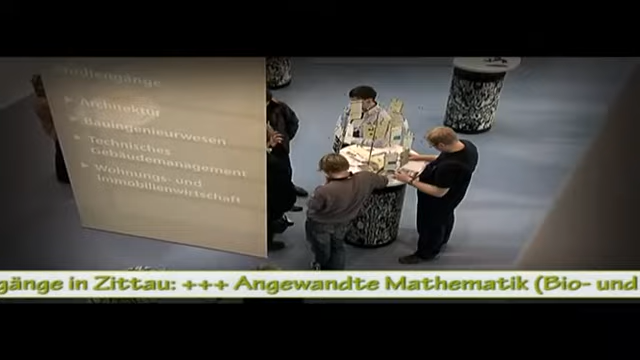 Studiengänge
Architektur
Bauingenieurwesen
Technisches
Gebäudemanagement
Wohnungs- und
Immobilienwirtschaft
gänge in Zittau: +++ Angewandte Mathematik (Bio- und